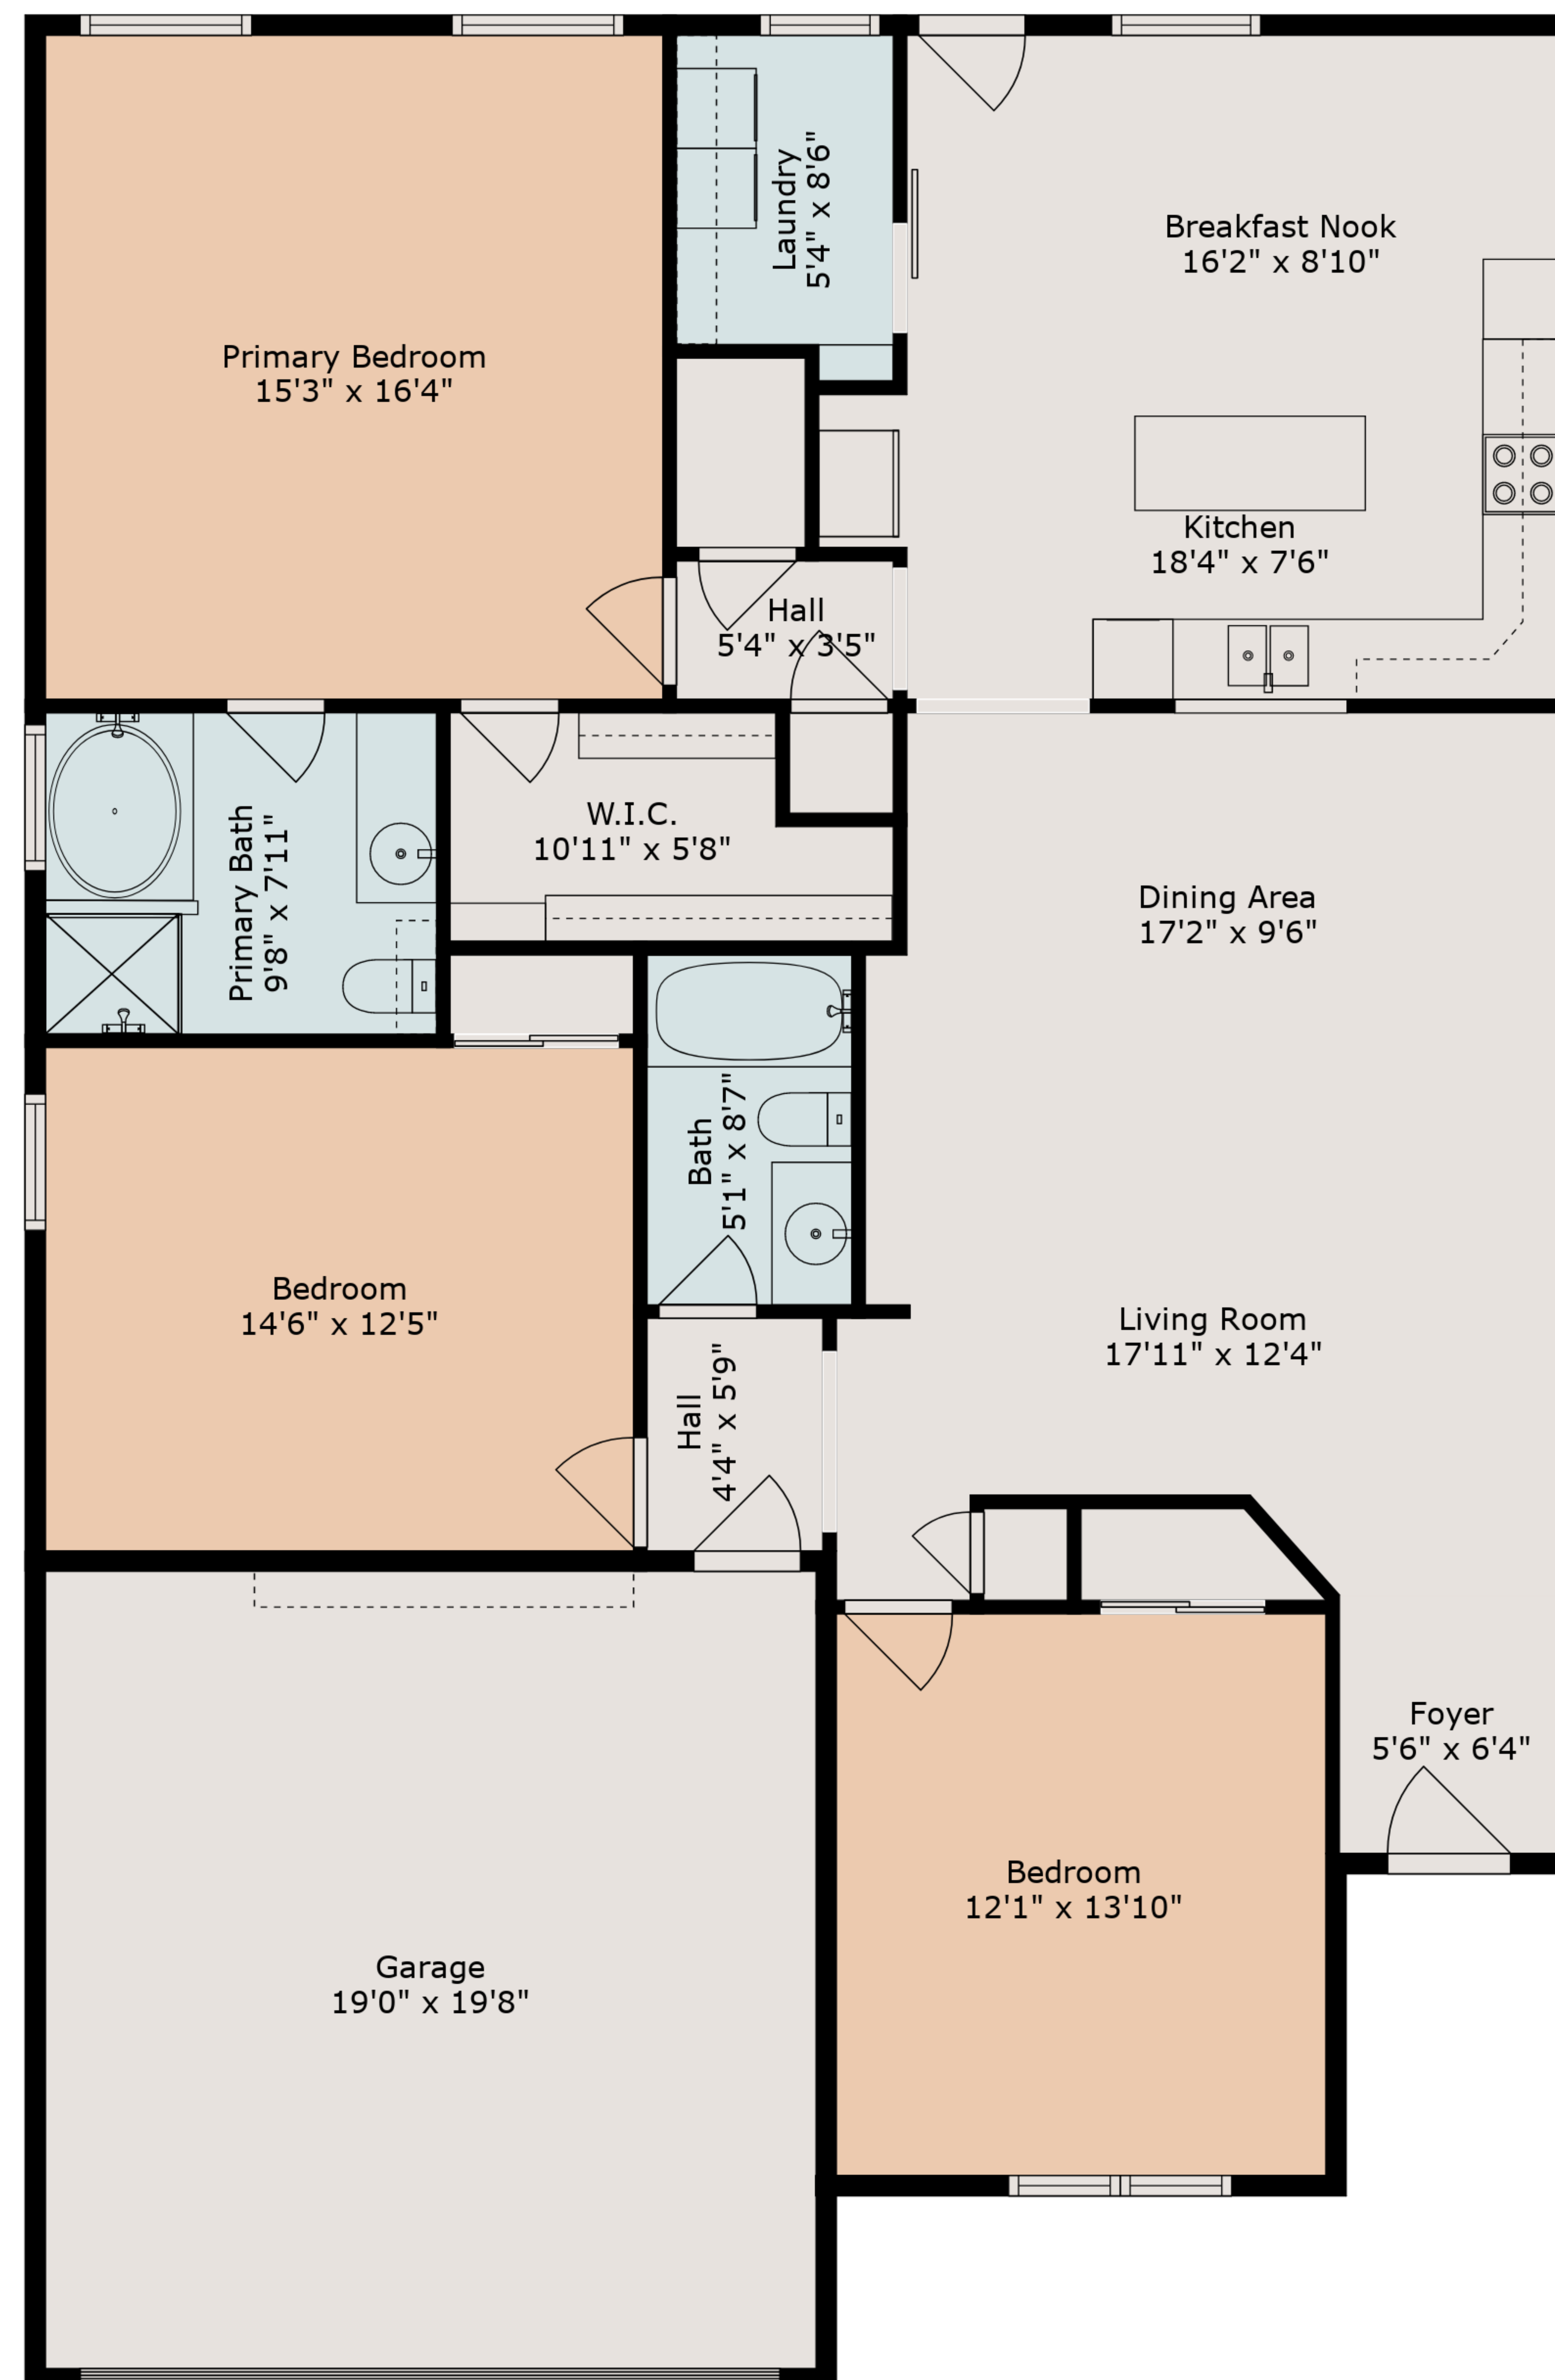 Laundry
5'4" x 8'6"
Breakfast Nook
16'2" x 8'10"
Primary Bedroom
15'3" x 16'4"
Kitchen
18'4" x 7'6"
Hall
5'4" x 3'5"
Primary Bath
9'8" x 7'11"
W.I.C.
10'11" x 5'8"
Dining Area
17'2" x 9'6"
Bath
5'1" x 8'7"
Bedroom
14'6" x 12'5"
Living Room
17'11" x 12'4"
Hall
4'4" x 5'9"
Foyer
5'6" x 6'4"
Bedroom
12'1" x 13'10"
Garage
19'0" x 19'8"